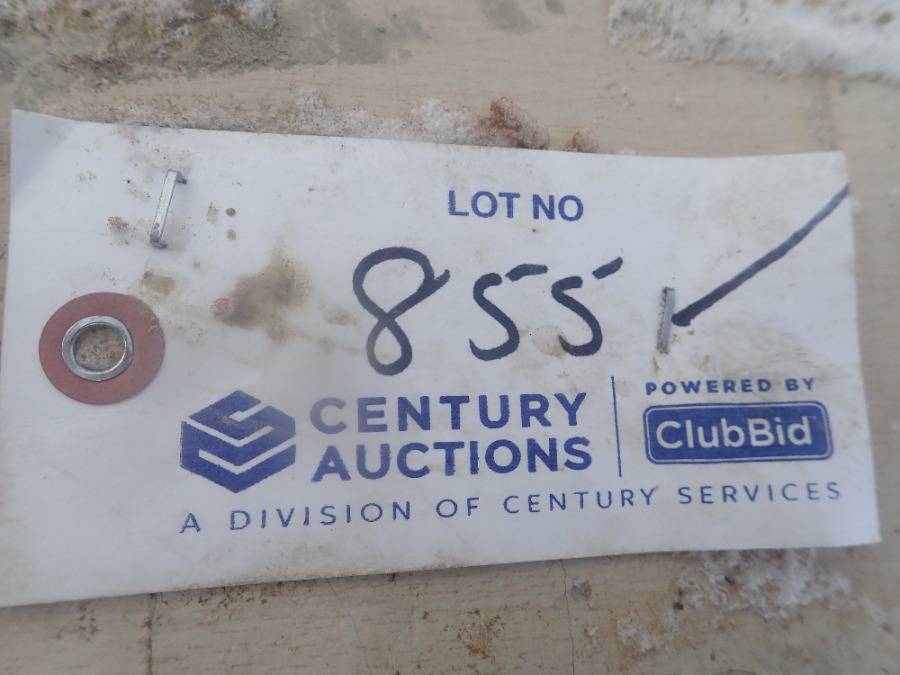 LOT NO
855
CENTURY
AUCTIONS
A DIVISION OF CENTURY SERVICES
POWERED BY
ClubBid